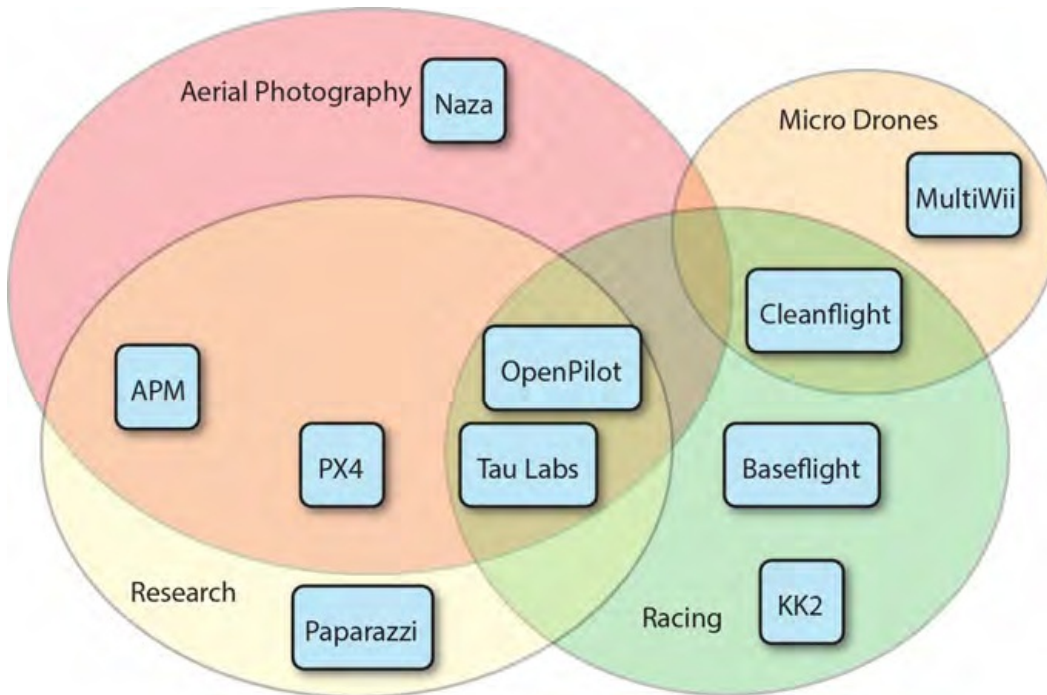 Aerial Photography
Naza
Micro Drones
MultiWii
Cleanflight
OpenPilot
APM
PX4
Tau Labs
Baseflight
Research
Paparazzi
Racing
KK2